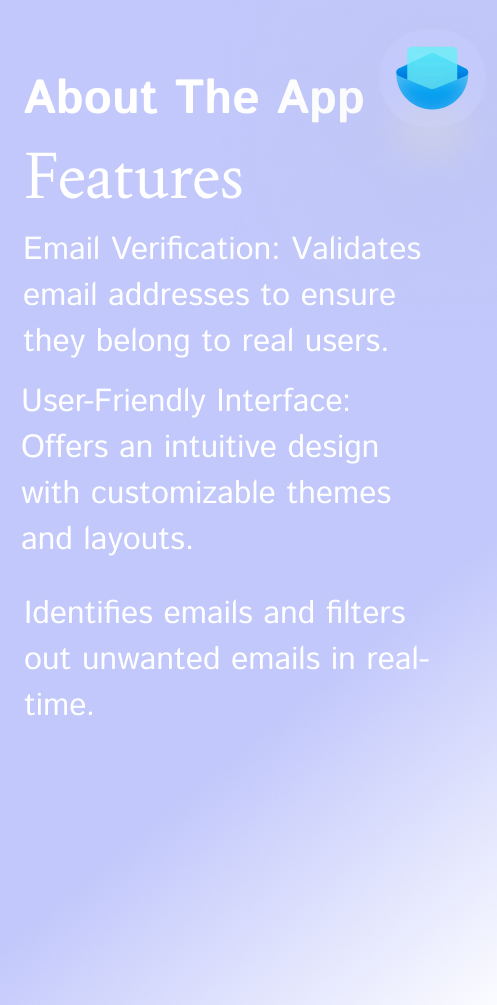 About The App
Features
Email Verification: Validates
email addresses to ensure
they belong to real users.
User-Friendly Interface:
Offers an intuitive design
with customizable themes
and layouts.
Identifies emails and filters
out unwanted emails in real-
time.